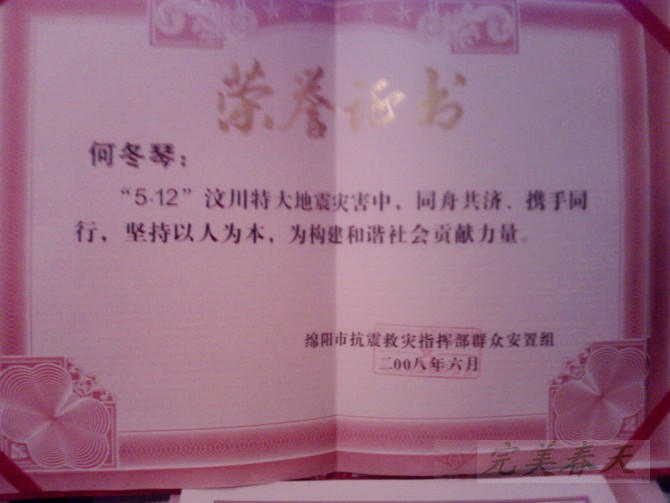 荣誉证书
何冬琴：
“5·12”汶川特大地震灾害中，同舟共济、携手同
行，坚持以人为本，为构建和谐社会贡献力量。
绵阳市抗震救灾指挥部群众安置组
二00八年六月
完美春天